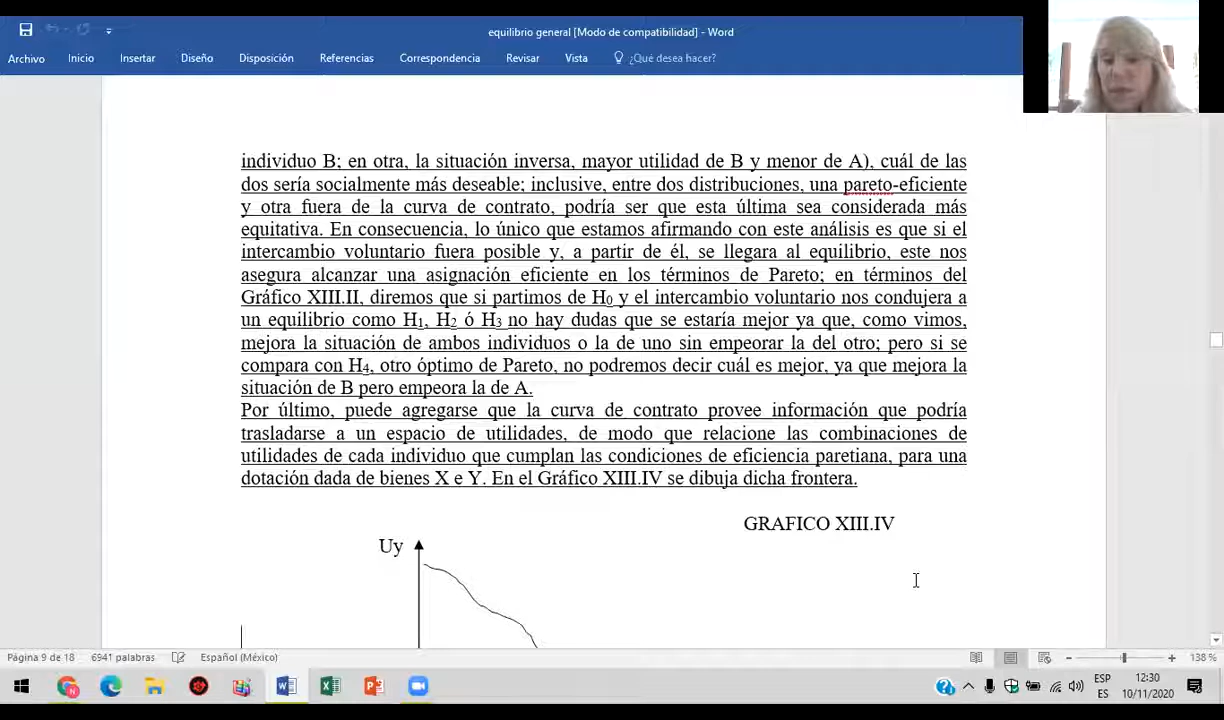 equilibrio general [Modo de compatibilidad] - Word
Archivo Inicio Insertar Diseño Disposición Referencias Correspondencia Revisar Vista ¿Qué desea hacer?
individuo B; en otra, la situación inversa, mayor utilidad de B y menor de A), cuál de las
dos sería socialmente más deseable; inclusive, entre dos distribuciones, una pareto-eficiente
y otra fuera de la curva de contrato, podría ser que esta última sea considerada más
equitativa. En consecuencia, lo único que estamos afirmando con este análisis es que si el
intercambio voluntario fuera posible y, a partir de él, se llegara al equilibrio, este nos
asegura alcanzar una asignación eficiente en los términos de Pareto; en términos del
Gráfico XIII.II, diremos que si partimos de H0 y el intercambio voluntario nos condujera a
un equilibrio como H1, H2 ó H3 no hay dudas que se estaría mejor ya que, como vimos,
mejora la situación de ambos individuos o la de uno sin empeorar la del otro; pero si se
compara con H4, otro óptimo de Pareto, no podremos decir cuál es mejor, ya que mejora la
situación de B pero empeora la de A.
Por último, puede agregarse que la curva de contrato provee información que podría
trasladarse a un espacio de utilidades, de modo que relacione las combinaciones de
utilidades de cada individuo que cumplan las condiciones de eficiencia paretiana, para una
dotación dada de bienes X e Y. En el Gráfico XIII.IV se dibuja dicha frontera.
GRAFICO XIII.IV
Uy
Página 9 de 18 6941 palabras Español (México) 138 %
ESP 12:30
ES 10/11/2020